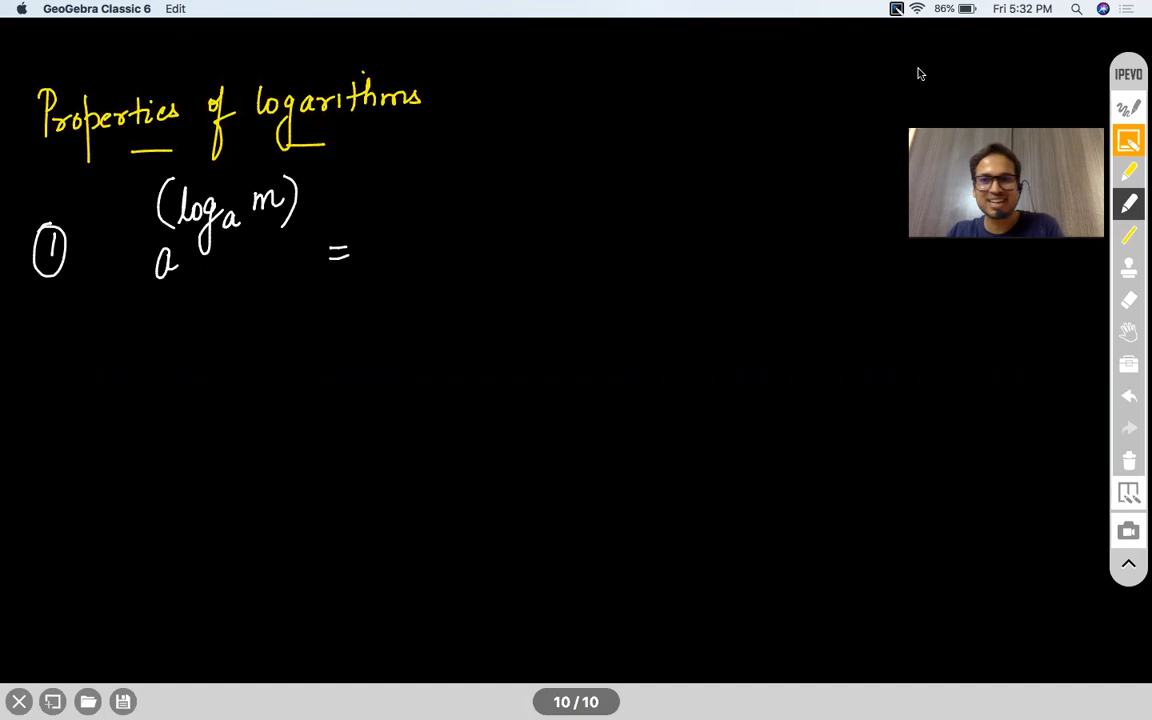 GeoGebra Classic 6 Edit 86% Fri 5:32 PM
IPEVO
Properties of logarithms
(log_a m)
① a =
10 / 10